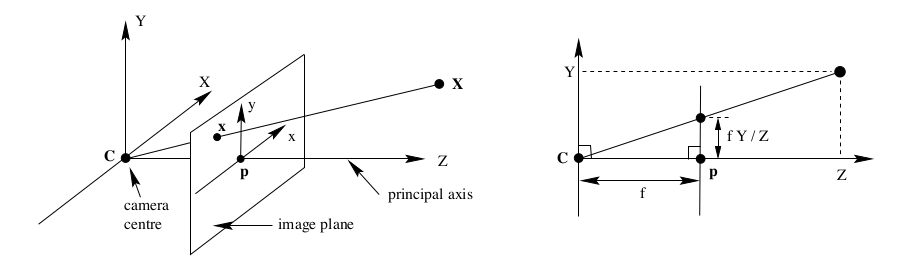 Y
X
X
x
y
x
C
p
Z
camera
centre
principal axis
image plane
Y
f Y / Z
C
p
Z
f